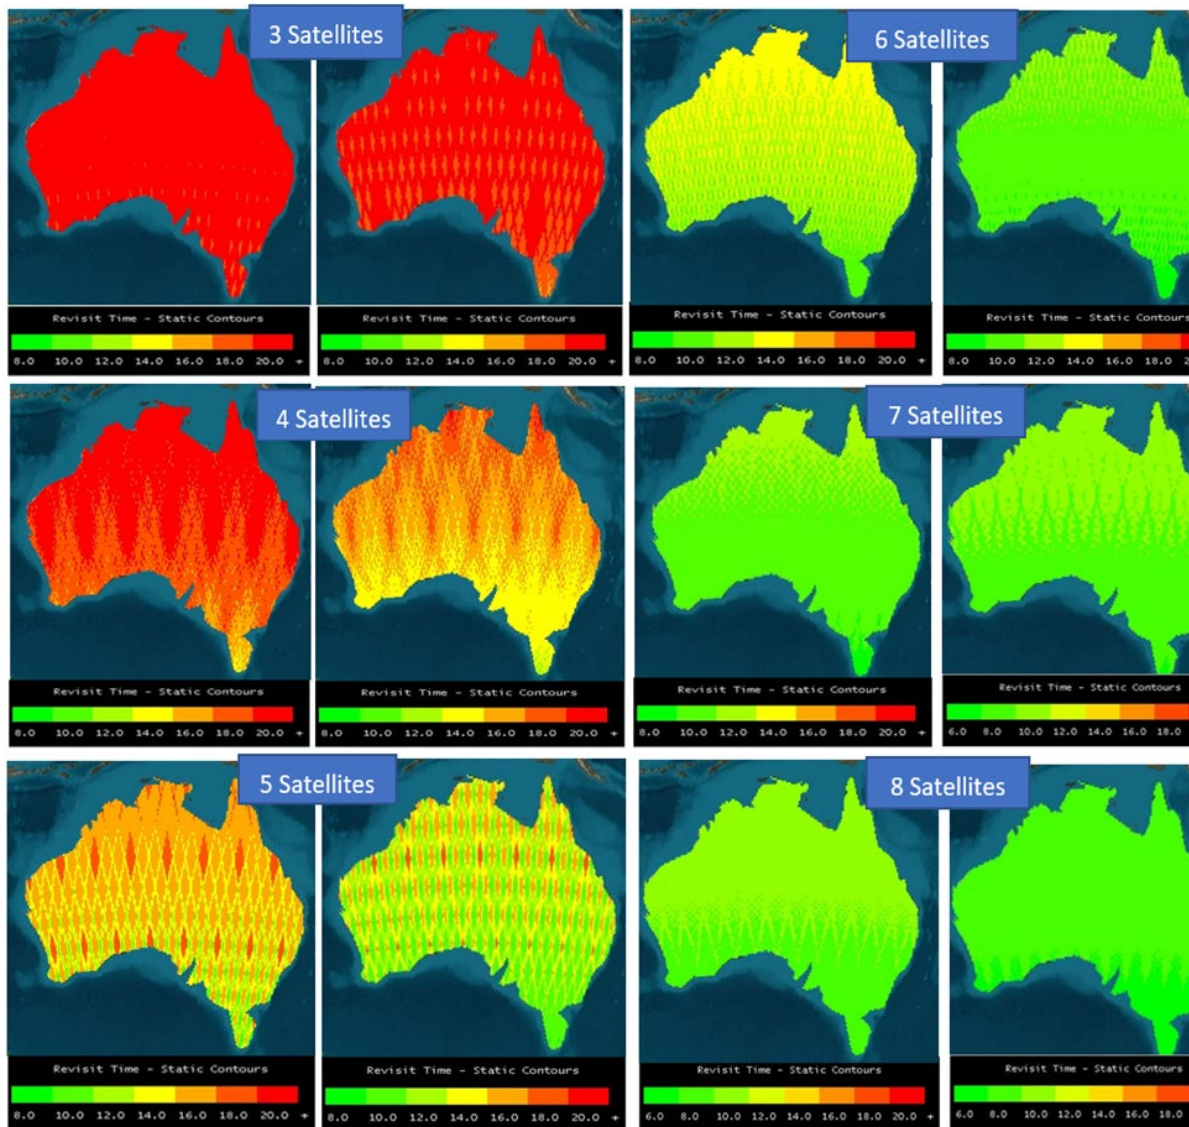 3 Satellites
6 Satellites
Revisit Time - Static Contours
8.0 10.0 12.0 14.0 16.0 18.0 20.0 +
Revisit Time - Static Contours
8.0 10.0 12.0 14.0 16.0 18.0 20.0 +
Revisit Time - Static Contours
8.0 10.0 12.0 14.0 16.0 18.0 20.0 +
Revisit Time - Static Contours
8.0 10.0 12.0 14.0 16.0 18.0
4 Satellites
7 Satellites
Revisit Time - Static Contours
8.0 10.0 12.0 14.0 16.0 18.0 20.0 +
Revisit Time - Static Contours
8.0 10.0 12.0 14.0 16.0 18.0 20.0 +
Revisit Time - Static Contours
8.0 10.0 12.0 14.0 16.0 18.0 20.0 +
Revisit Time - Static Contours
6.0 8.0 10.0 12.0 14.0 16.0 18.0
5 Satellites
8 Satellites
Revisit Time - Static Contours
8.0 10.0 12.0 14.0 16.0 18.0 20.0 +
Revisit Time - Static Contours
8.0 10.0 12.0 14.0 16.0 18.0 20.0 +
Revisit Time - Static Contours
6.0 8.0 10.0 12.0 14.0 16.0 18.0 20.0 +
Revisit Time - Static Contours
6.0 8.0 10.0 12.0 14.0 16.0 18.0